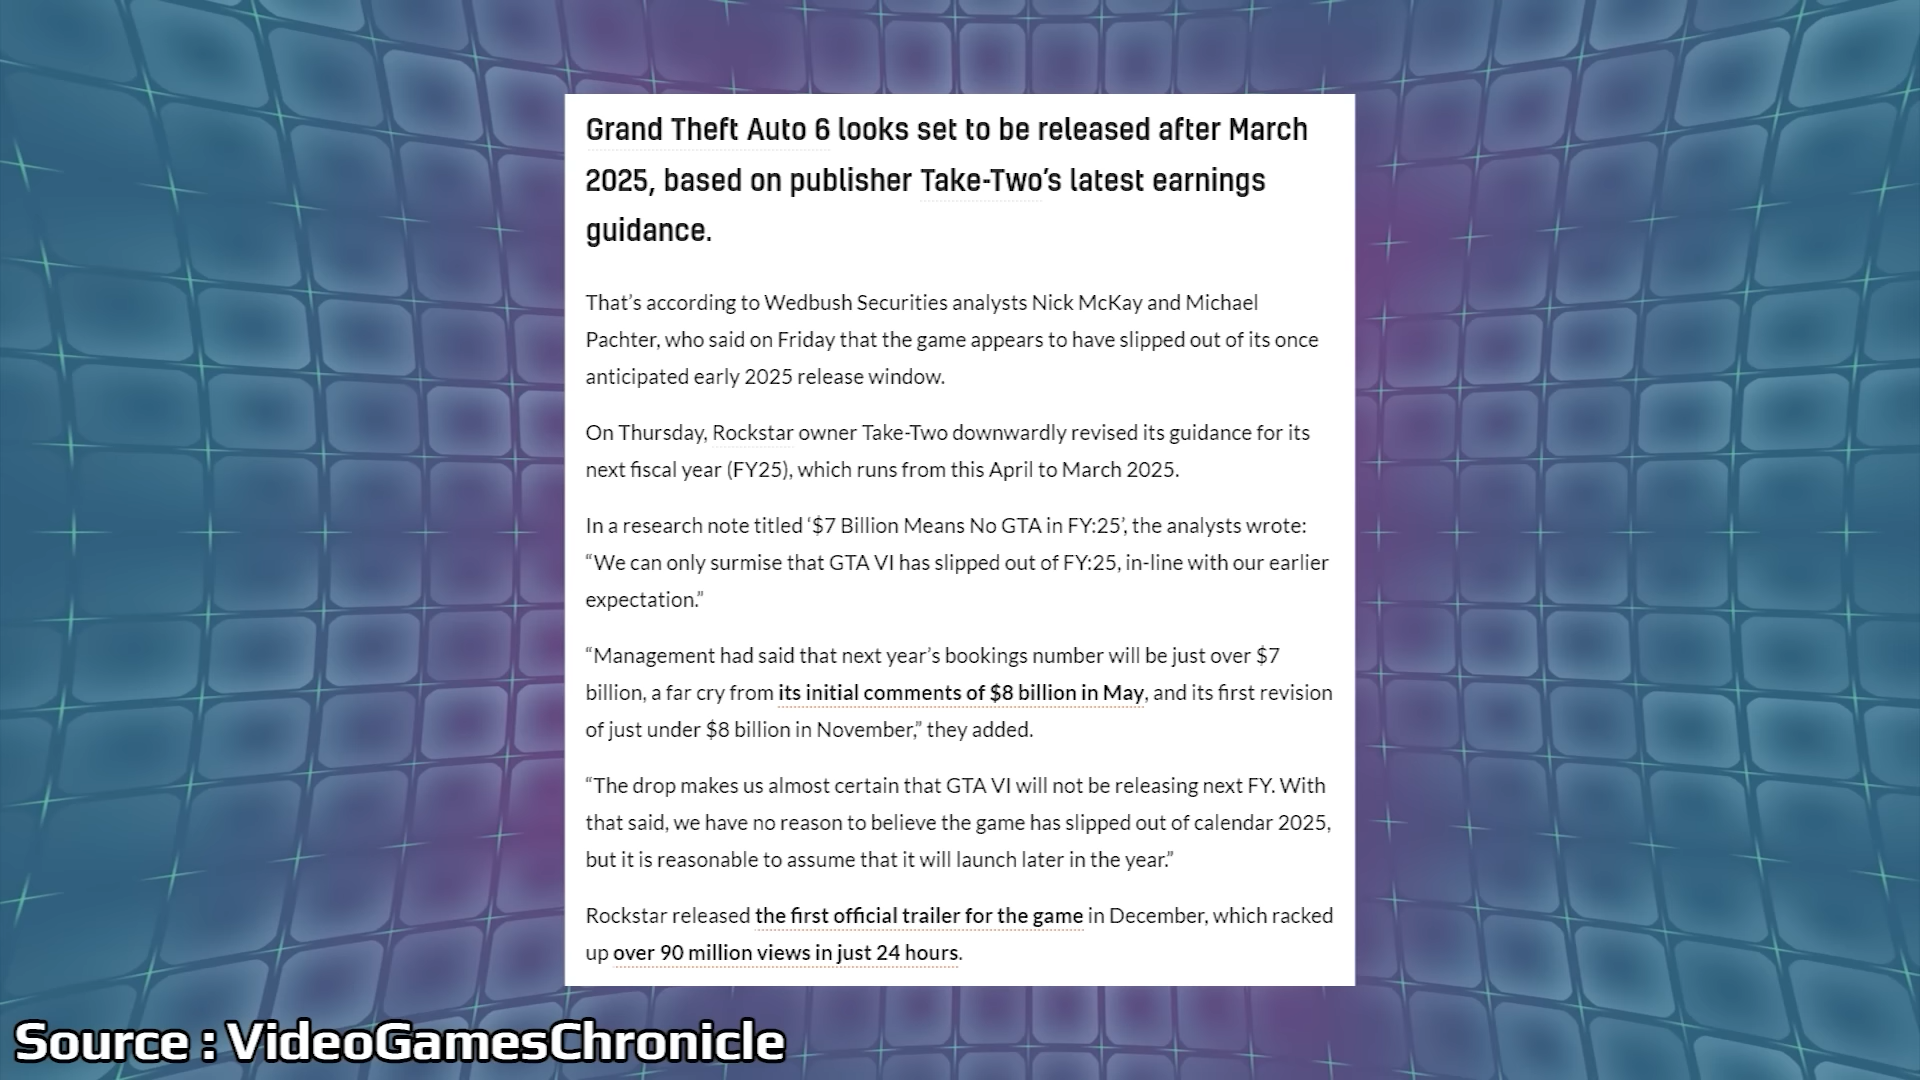 Grand Theft Auto 6 looks set to be released after March
2025, based on publisher Take-Two’s latest earnings
guidance.
That’s according to Wedbush Securities analysts Nick McKay and Michael
Pachter, who said on Friday that the game appears to have slipped out of its once
anticipated early 2025 release window.
On Thursday, Rockstar owner Take-Two downwardly revised its guidance for its
next fiscal year (FY25), which runs from this April to March 2025.
In a research note titled ‘$7 Billion Means No GTA in FY:25’, the analysts wrote:
“We can only surmise that GTA VI has slipped out of FY:25, in-line with our earlier
expectation.”
“Management had said that next year’s bookings number will be just over $7
billion, a far cry from its initial comments of $8 billion in May, and its first revision
of just under $8 billion in November,” they added.
“The drop makes us almost certain that GTA VI will not be releasing next FY. With
that said, we have no reason to believe the game has slipped out of calendar 2025,
but it is reasonable to assume that it will launch later in the year.”
Rockstar released the first official trailer for the game in December, which racked
up over 90 million views in just 24 hours.
Source : VideoGamesChronicle